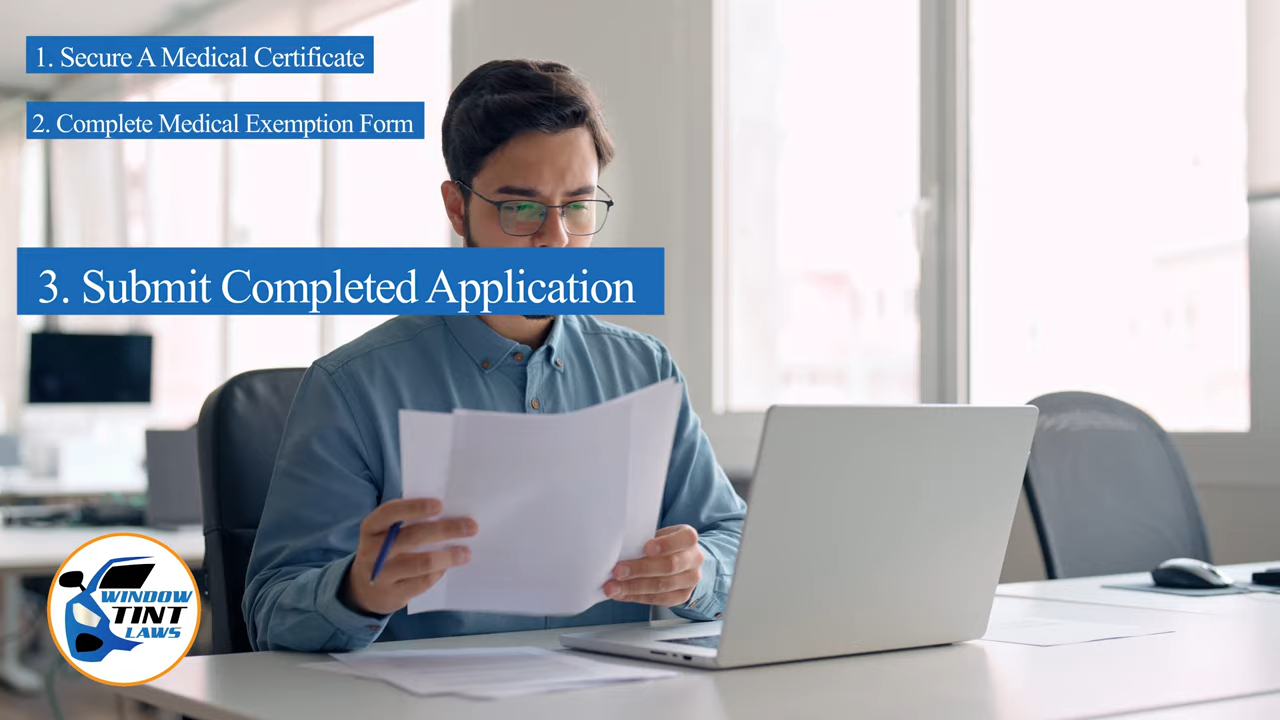 1. Secure A Medical Certificate
2. Complete Medical Exemption Form
3. Submit Completed Application
WINDOW
TINT
LAWS